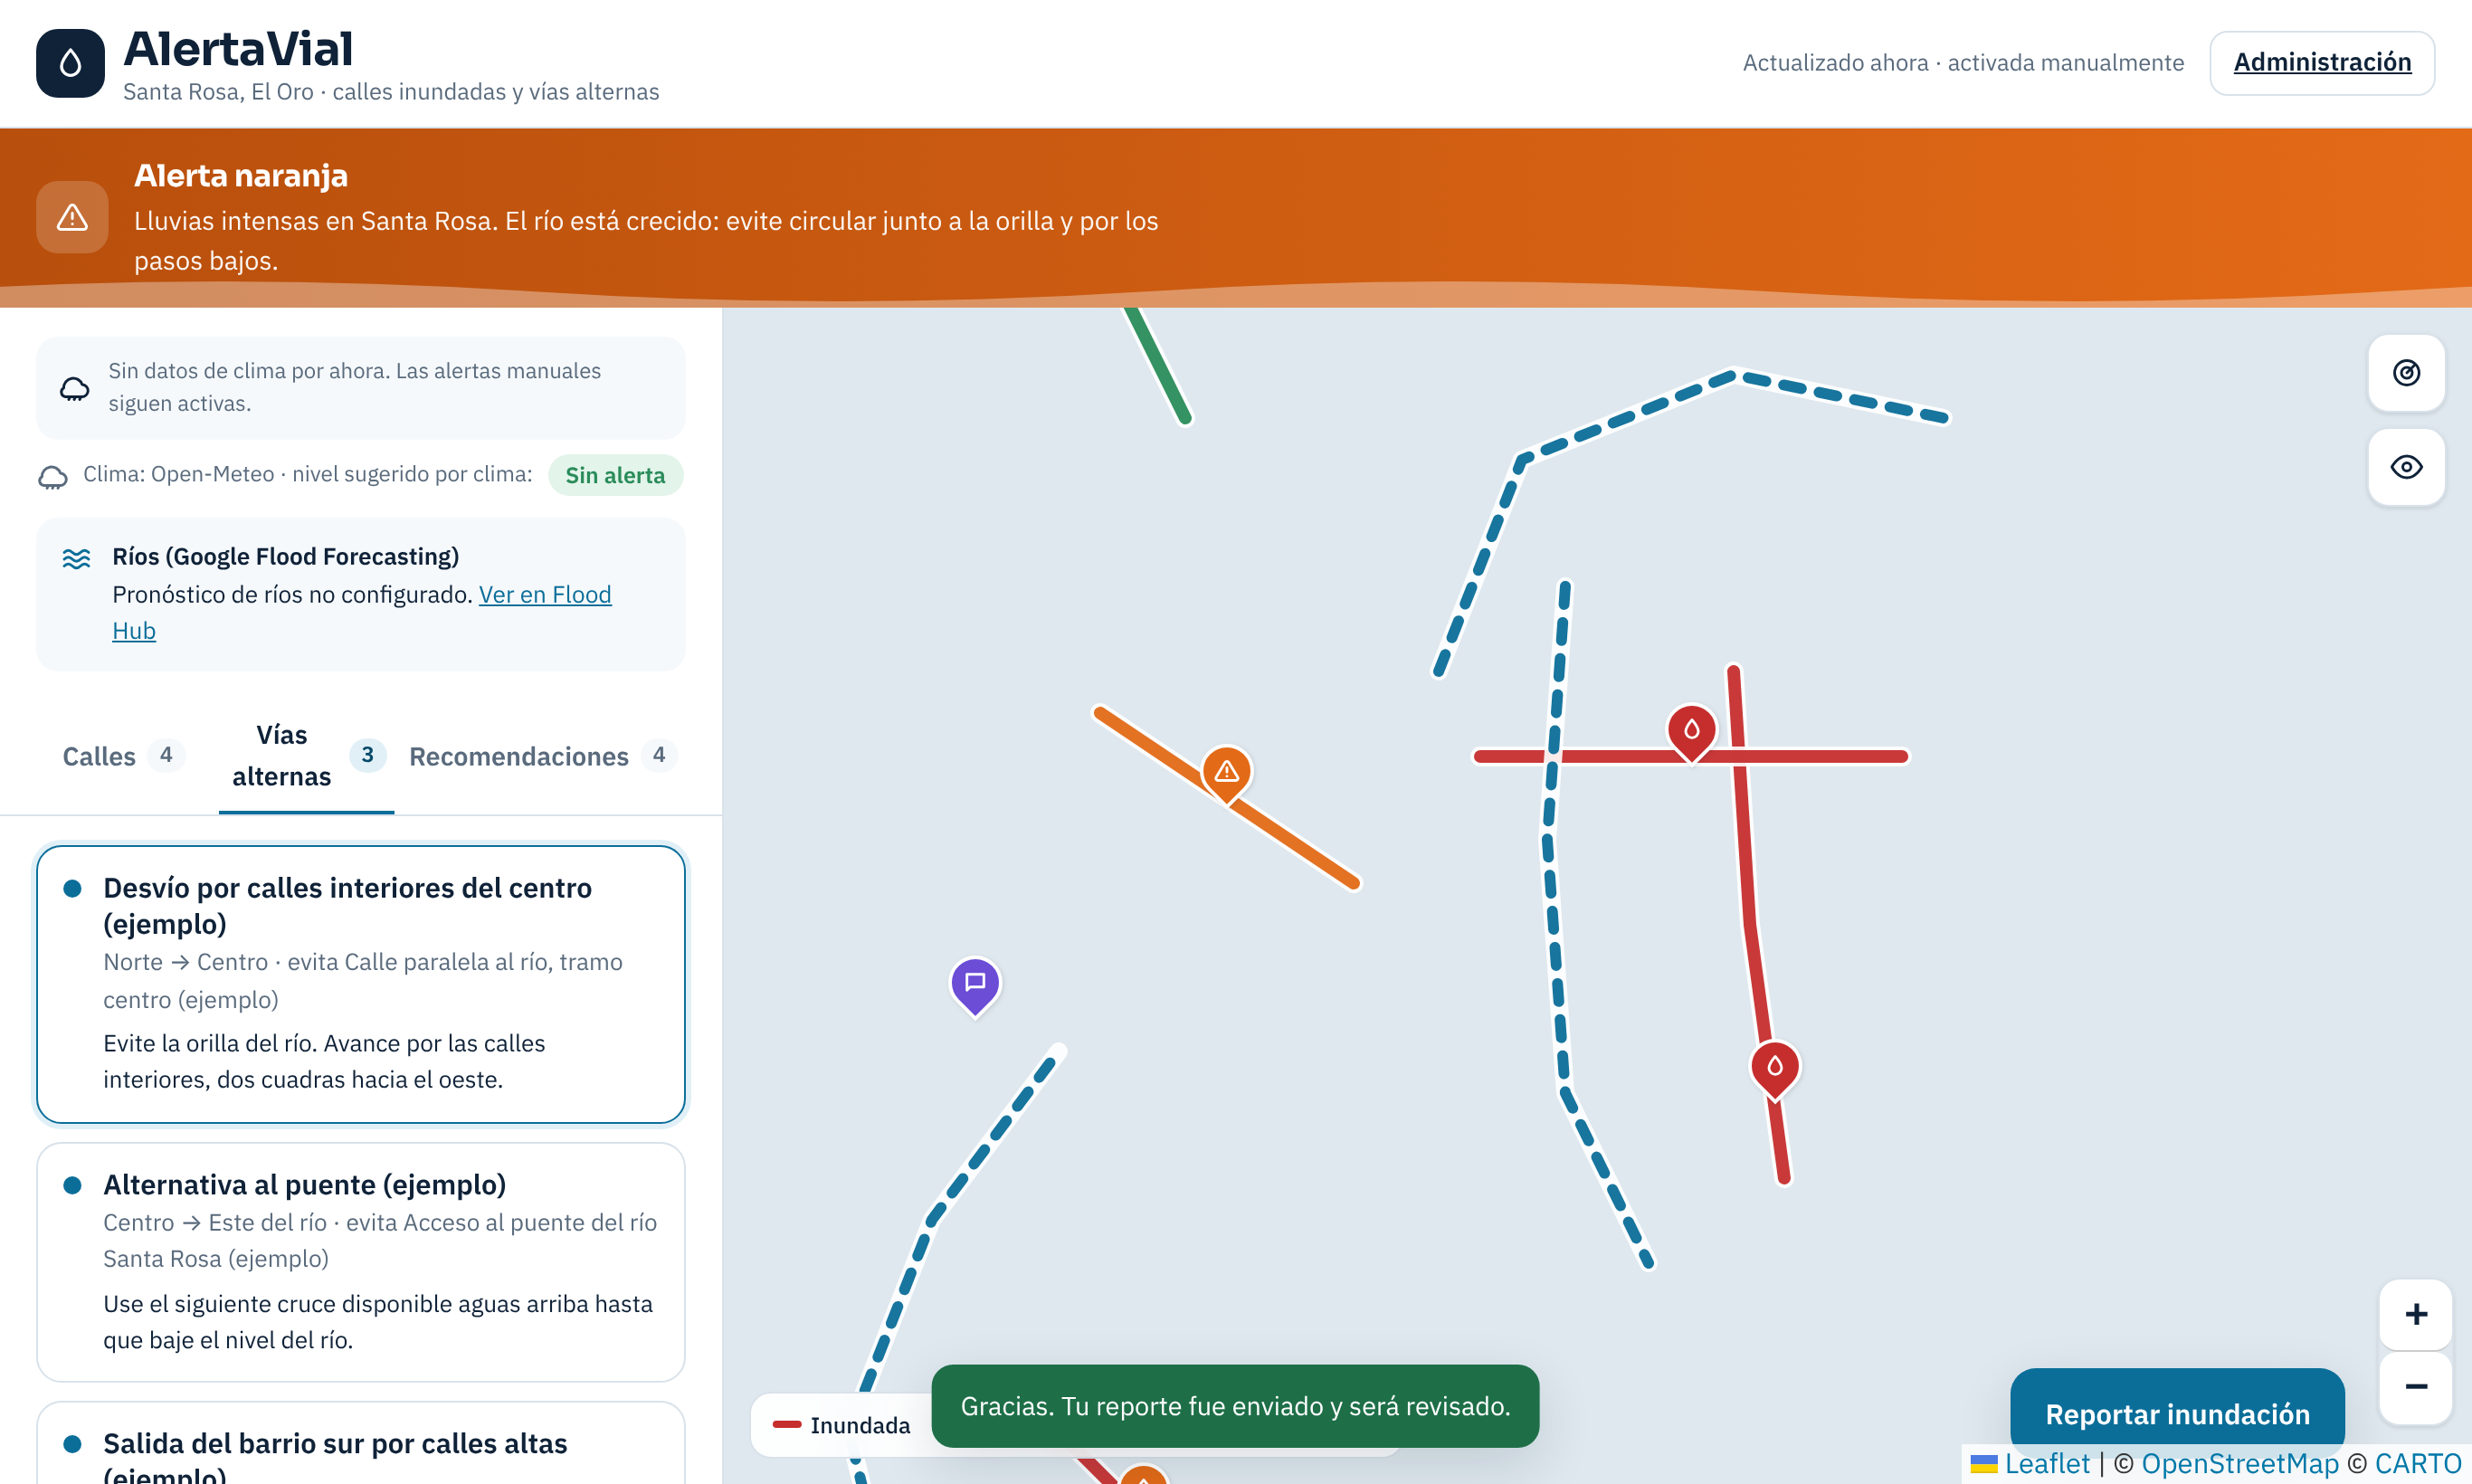 AlertaVial
Santa Rosa, El Oro · calles inundadas y vías alternas
Actualizado ahora · activada manualmente
Administración
Alerta naranja
Lluvias intensas en Santa Rosa. El río está crecido: evite circular junto a la orilla y por los
pasos bajos.
Sin datos de clima por ahora. Las alertas manuales
siguen activas.
Clima: Open-Meteo · nivel sugerido por clima:
Sin alerta
Ríos (Google Flood Forecasting)
Pronóstico de ríos no configurado. Ver en Flood
Hub
Calles 4
Vías
alternas
3
Recomendaciones 4
Desvío por calles interiores del centro
(ejemplo)
Norte → Centro · evita Calle paralela al río, tramo
centro (ejemplo)
Evite la orilla del río. Avance por las calles
interiores, dos cuadras hacia el oeste.
Alternativa al puente (ejemplo)
Centro → Este del río · evita Acceso al puente del río
Santa Rosa (ejemplo)
Use el siguiente cruce disponible aguas arriba hasta
que baje el nivel del río.
Salida del barrio sur por calles altas
(ejemplo)
Inundada
Gracias. Tu reporte fue enviado y será revisado.
Reportar inundación
+
−
Leaflet | © OpenStreetMap © CARTO